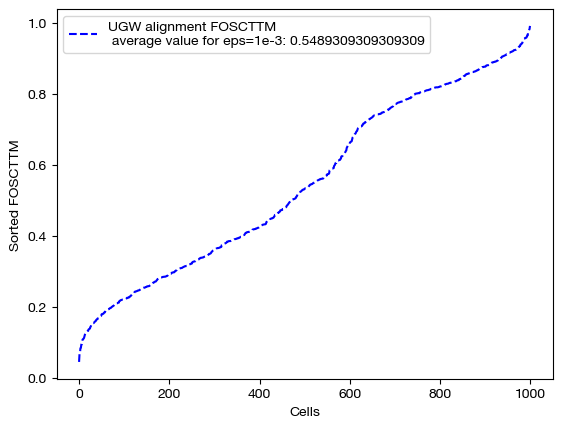 UGW alignment FOSCTTM
average value for eps=1e-3: 0.5489309309309309
1.0
0.8
0.6
0.4
0.2
0.0
Sorted FOSCTTM
0 200 400 600 800 1000
Cells